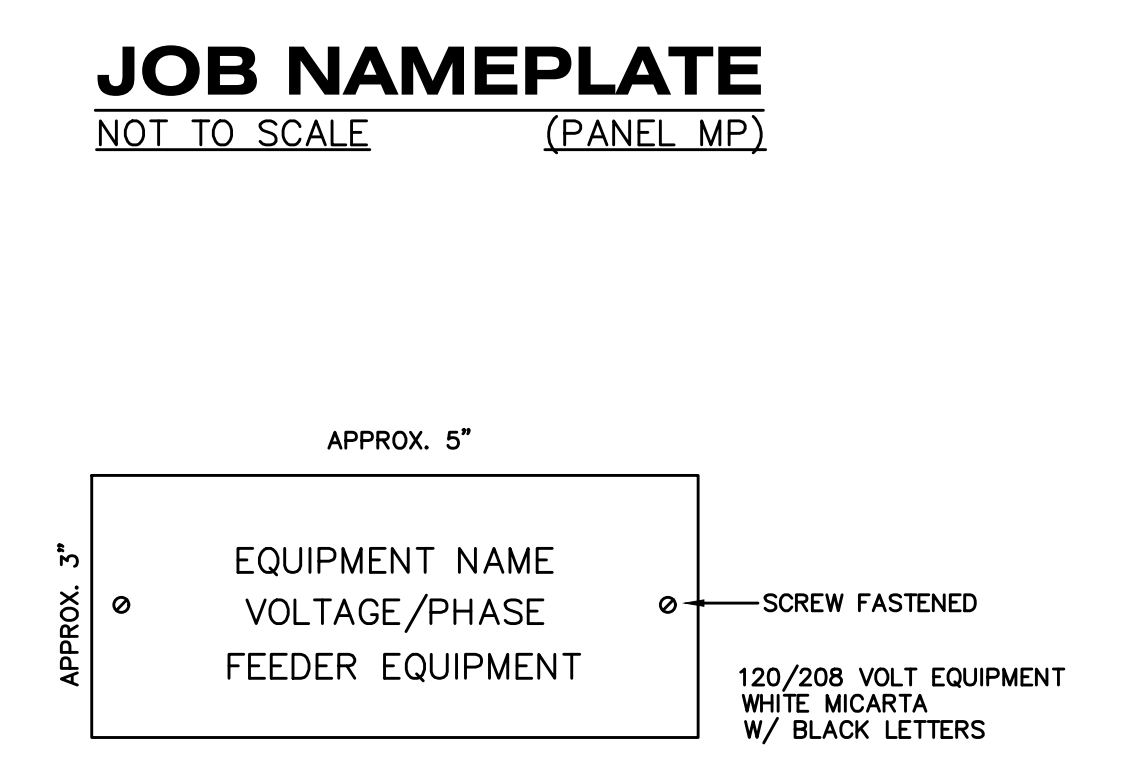 JOB NAMEPLATE
NOT TO SCALE (PANEL MP)
APPROX. 5”
APPROX. 3”
EQUIPMENT NAME
VOLTAGE/PHASE
FEEDER EQUIPMENT
SCREW FASTENED
120/208 VOLT EQUIPMENT
WHITE MICARTA
W/ BLACK LETTERS